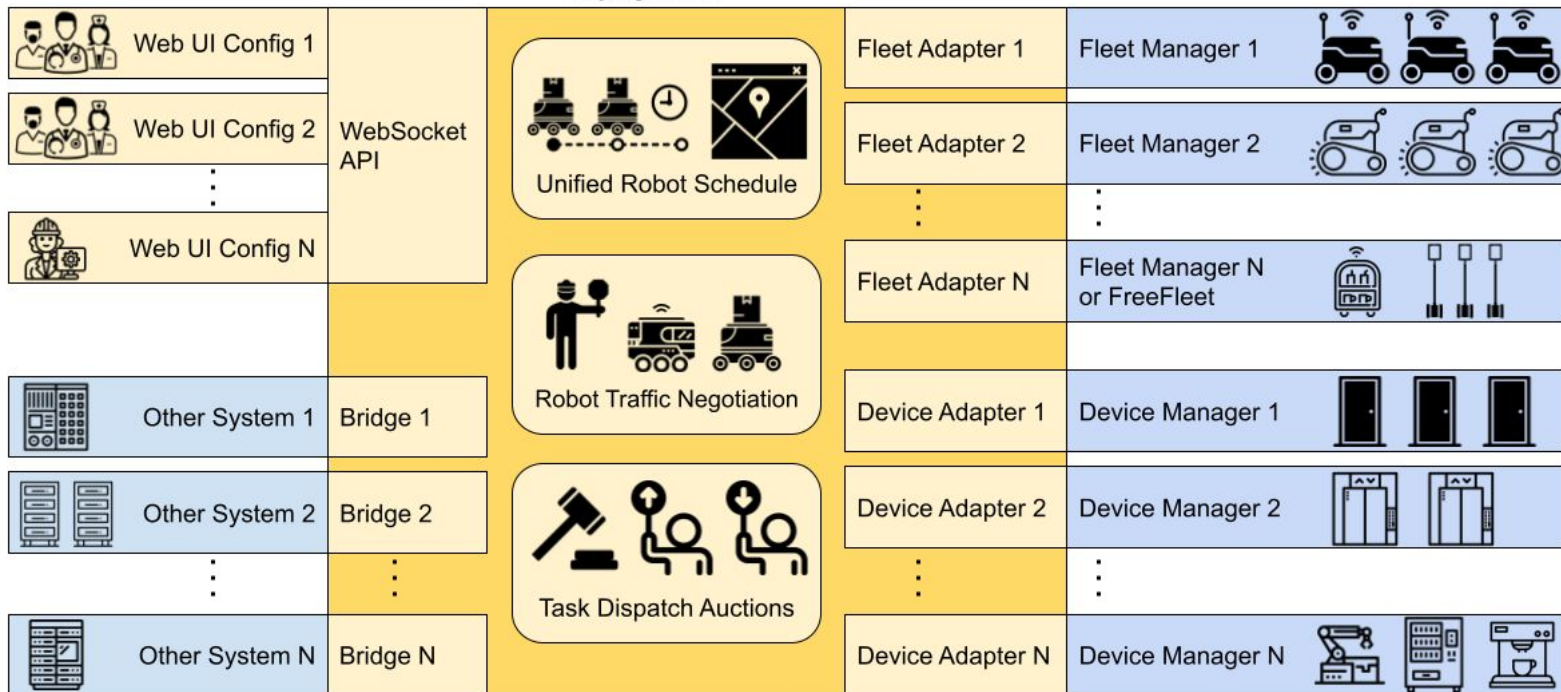 Web UI Config 1
Web UI Config 2
Web UI Config N
WebSocket
API
Other System 1
Bridge 1
Other System 2
Bridge 2
Other System N
Bridge N
Unified Robot Schedule
Robot Traffic Negotiation
Task Dispatch Auctions
Fleet Adapter 1
Fleet Manager 1
Fleet Adapter 2
Fleet Manager 2
Fleet Adapter N
Fleet Manager N
or FreeFleet
Device Adapter 1
Device Manager 1
Device Adapter 2
Device Manager 2
Device Adapter N
Device Manager N